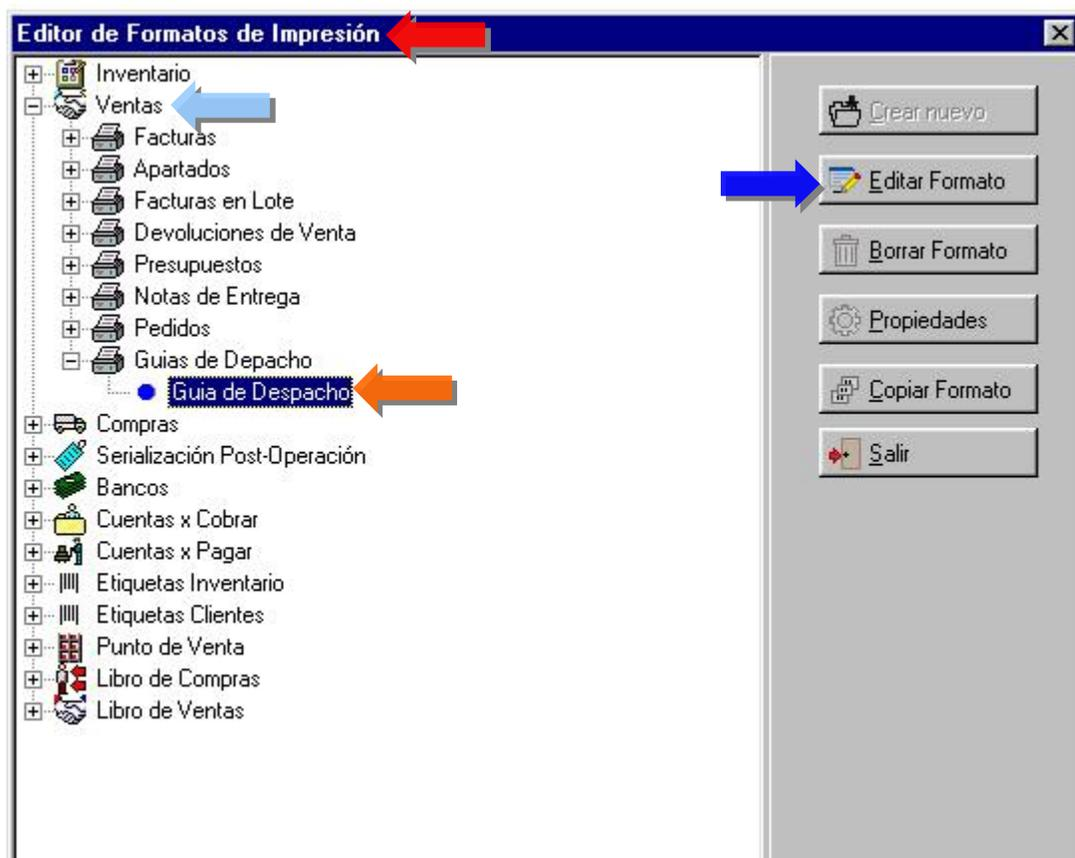 Editor de Formatos de Impresión
Inventario
Ventas
Facturas
Apartados
Facturas en Lote
Devoluciones de Venta
Presupuestos
Notas de Entrega
Pedidos
Guias de Depacho
Guia de Despacho
Compras
Serialización Post-Operación
Bancos
Cuentas x Cobrar
Cuentas x Pagar
Etiquetas Inventario
Etiquetas Clientes
Punto de Venta
Libro de Compras
Libro de Ventas
Crear nuevo
Editar Formato
Borrar Formato
Propiedades
Copiar Formato
Salir